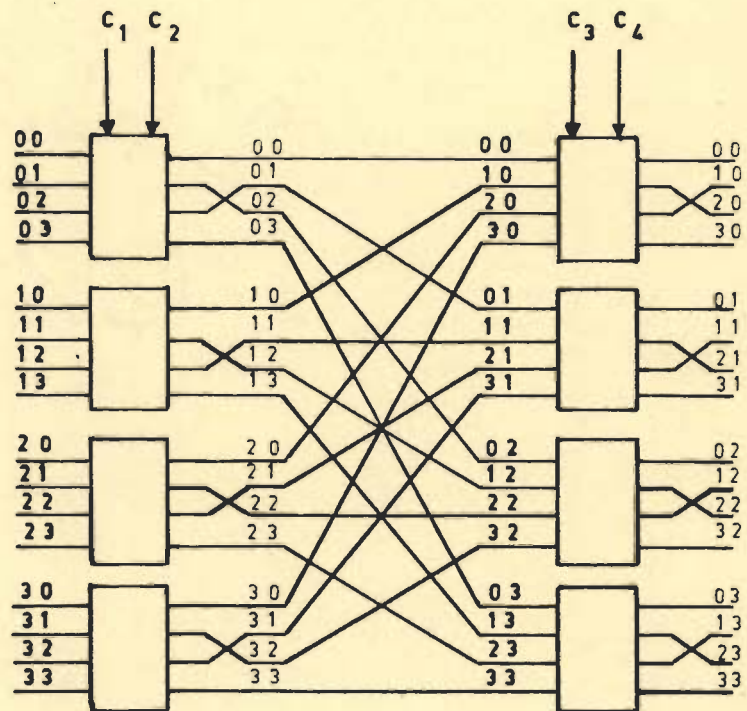 C1 C2 C3 C4
00 00 00 00
01 01 10 10
02 02 20 20
03 03 30 30
10 10 01 01
11 11 11 11
12 12 21 21
13 13 31 31
20 20 02 02
21 21 12 12
22 22 22 22
23 23 32 32
30 30 03 03
31 31 13 13
32 32 23 23
33 33 33 33